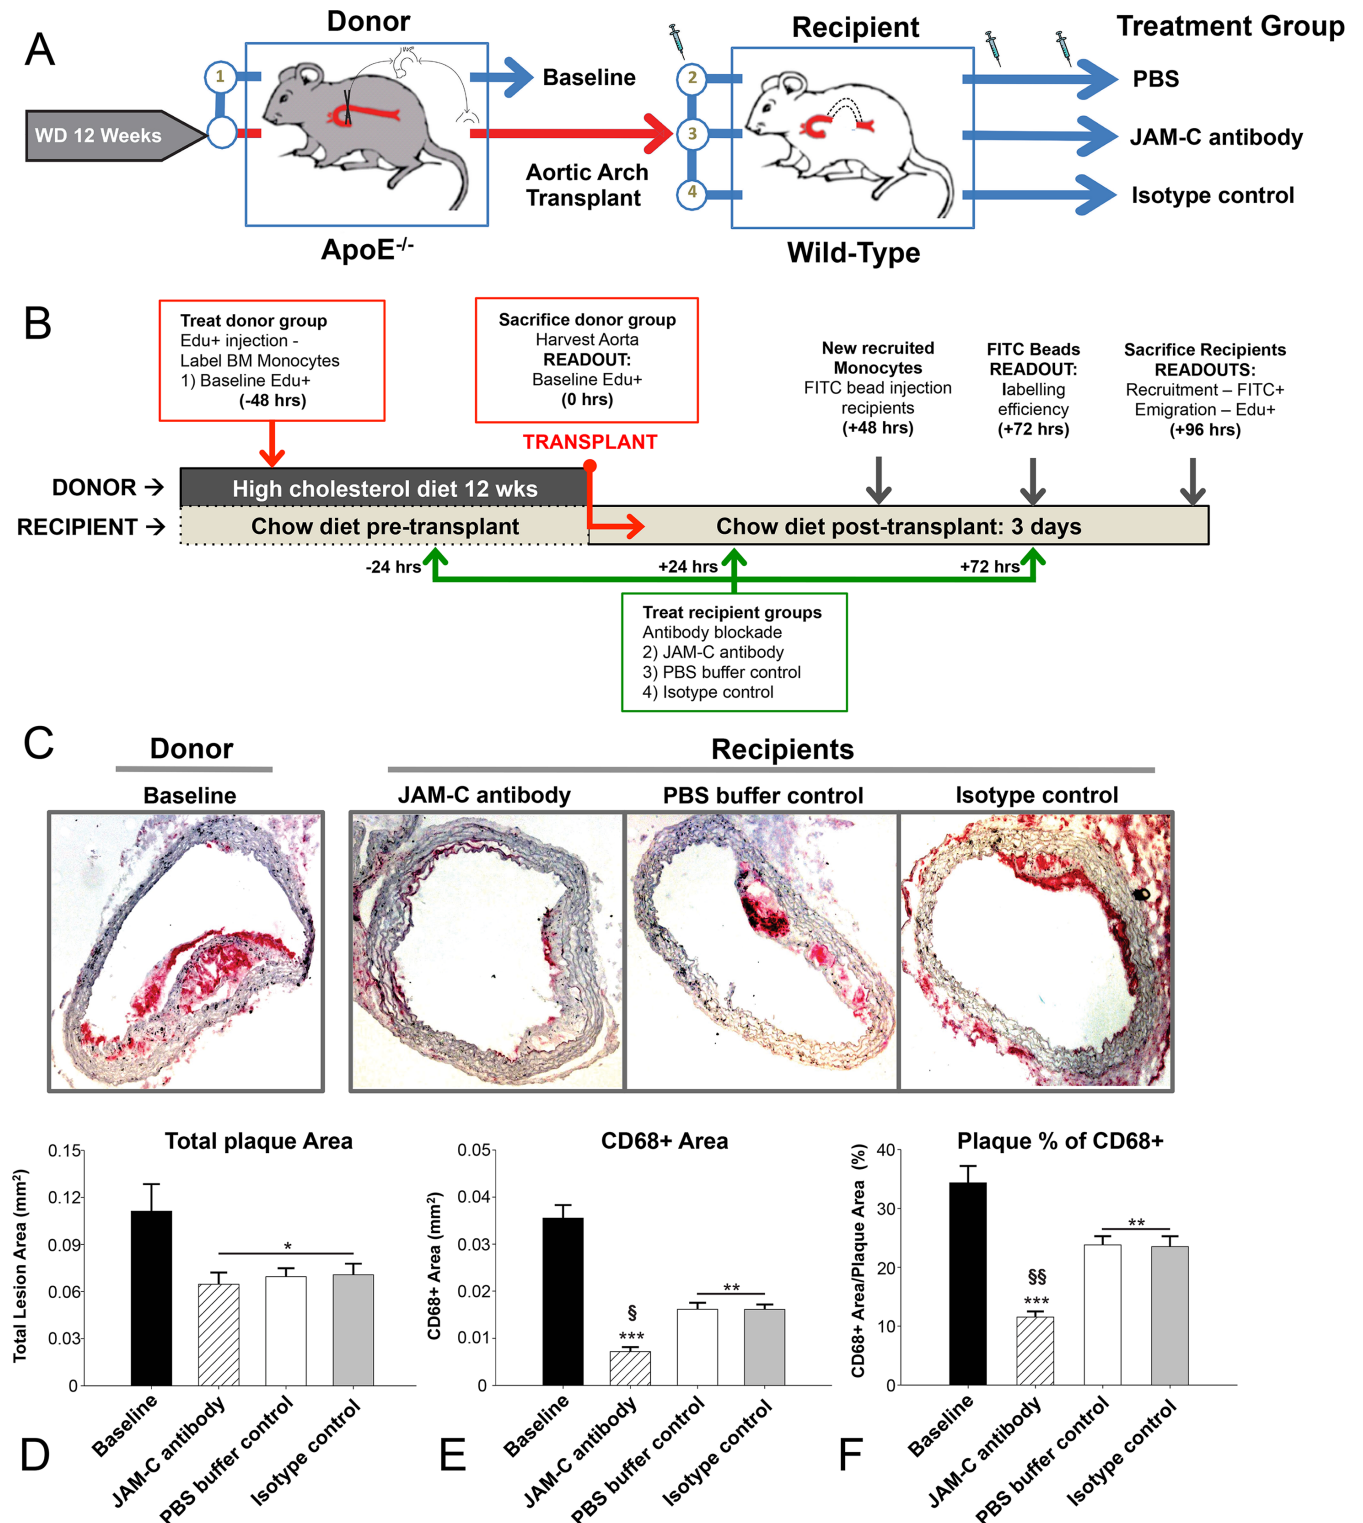 A
Donor
Recipient
Treatment Group
1
Baseline
2
PBS
WD 12 Weeks
3
JAM-C antibody
Aortic Arch
Transplant
4
Isotype control
ApoE-/-
Wild-Type
B
Treat donor group
Edu+ injection -
Label BM Monocytes
1) Baseline Edu+
(-48 hrs)
Sacrifice donor group
Harvest Aorta
READOUT:
Baseline Edu+
(0 hrs)
TRANSPLANT
New recruited
Monocytes
FITC bead injection
recipients
(+48 hrs)
FITC Beads
READOUT:
labelling
efficiency
(+72 hrs)
Sacrifice Recipients
READOUTS:
Recruitment – FITC+
Emigration – Edu+
(+96 hrs)
DONOR →
High cholesterol diet 12 wks
RECIPIENT →
Chow diet pre-transplant
Chow diet post-transplant: 3 days
-24 hrs
+24 hrs
+72 hrs
Treat recipient groups
Antibody blockade
2) JAM-C antibody
3) PBS buffer control
4) Isotype control
C
Donor
Recipients
Baseline
JAM-C antibody
PBS buffer control
Isotype control
Total plaque Area
Total Lesion Area (mm²)
0.15
0.12
0.09
0.06
0.03
0
*
Baseline
JAM-C antibody
PBS buffer control
Isotype control
D
CD68+ Area
CD68+ Area (mm²)
0.05
0.04
0.03
0.02
0.01
0
§
***
**
Baseline
JAM-C antibody
PBS buffer control
Isotype control
E
Plaque % of CD68+
CD68+ Area/Plaque Area (%)
40
30
20
10
0
§§
***
**
Baseline
JAM-C antibody
PBS buffer control
Isotype control
F